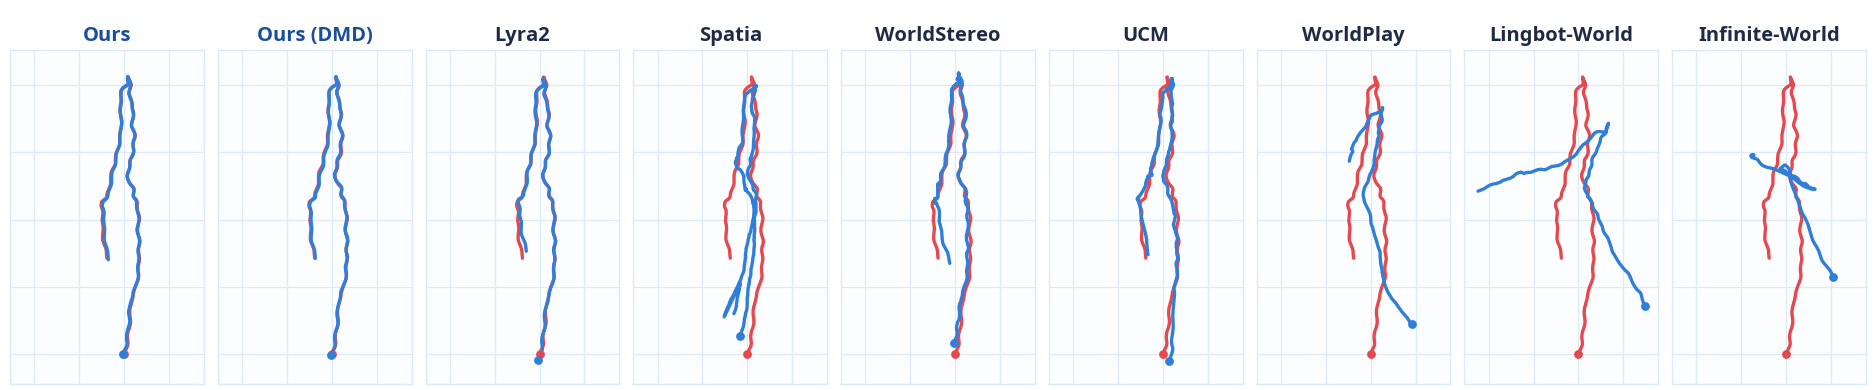 Ours
Ours (DMD)
Lyra2
Spatia
WorldStereo
UCM
WorldPlay
Lingbot-World
Infinite-World